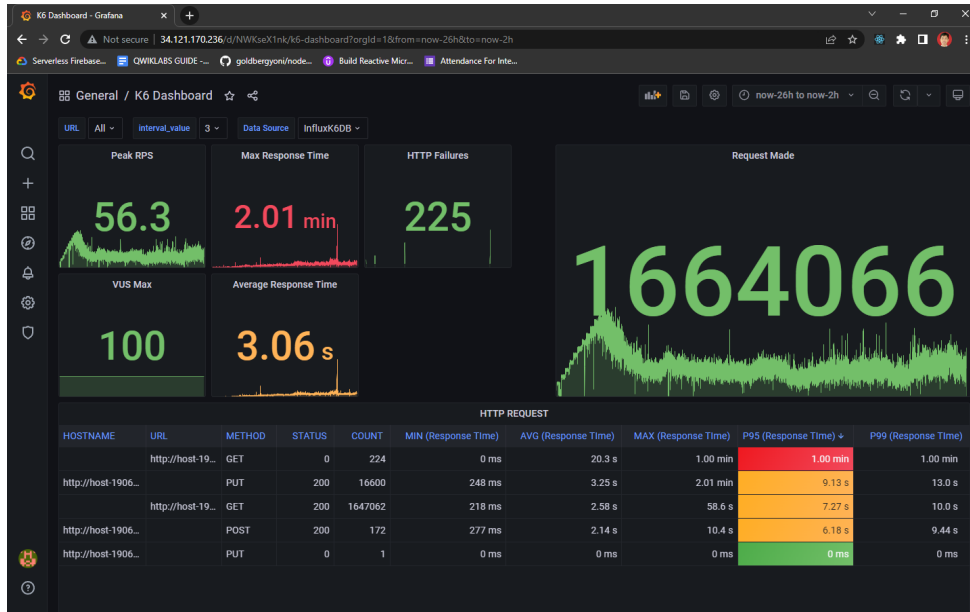 K6 Dashboard - Grafana
Not secure | 34.121.170.236/d/NWKseX1nk/k6-dashboard?orgId=1&from=now-26h&to=now-2h
Serverless Firebase... QWIKLABS GUIDE -... goldbergyoni/node... Build Reactive Micr... Attendance For Inte...
General / K6 Dashboard now-26h to now-2h
URL All interval_value 3 Data Source InfluxK6DB
Peak RPS Max Response Time HTTP Failures Request Made
56.3 2.01 min 225 1664066
VUS Max Average Response Time
100 3.06 s
HTTP REQUEST
HOSTNAME URL METHOD STATUS COUNT MIN (Response TIme) AVG (Response TIme) MAX (Response TIme) P95 (Response TIme) P99 (Response TIme)
http://host-19... GET 0 224 0 ms 20.3 s 1.00 min 1.00 min 1.00 min
http://host-1906... PUT 200 16600 248 ms 3.25 s 2.01 min 9.13 s 13.0 s
http://host-19... GET 200 1647062 218 ms 2.58 s 58.6 s 7.27 s 10.0 s
http://host-1906... POST 200 172 277 ms 2.14 s 10.4 s 6.18 s 9.44 s
http://host-1906... PUT 0 1 0 ms 0 ms 0 ms 0 ms 0 ms